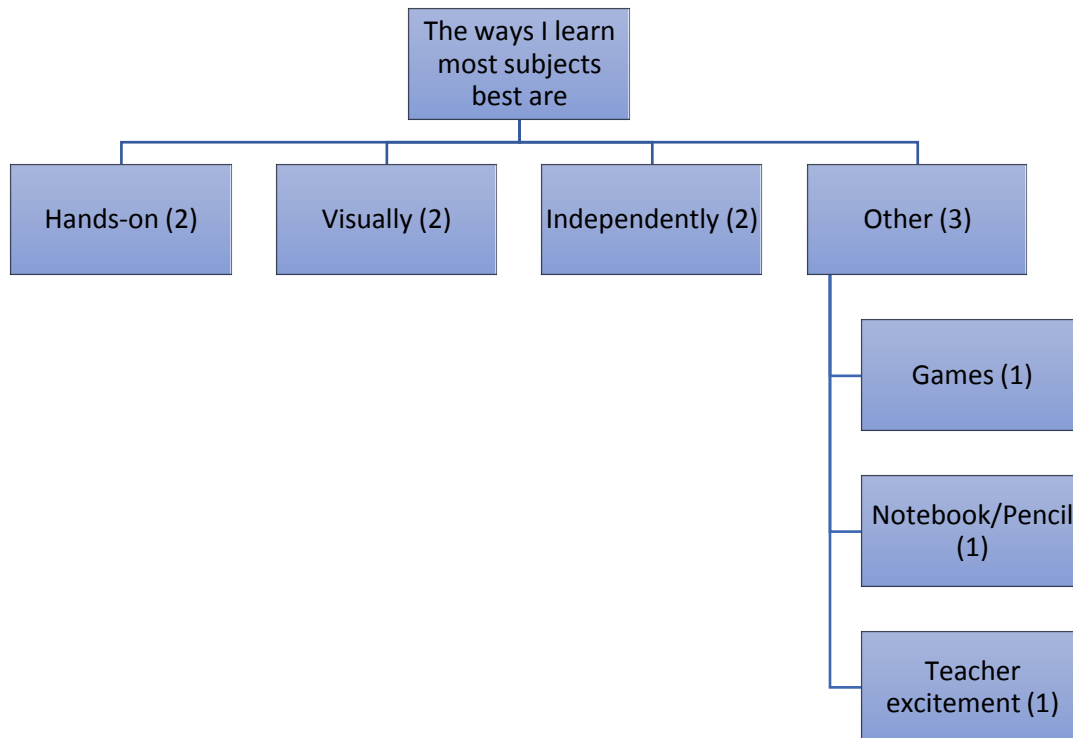 The ways I learn
most subjects
best are
Hands-on (2)
Visually (2)
Independently (2)
Other (3)
Games (1)
Notebook/Pencil
(1)
Teacher
excitement (1)